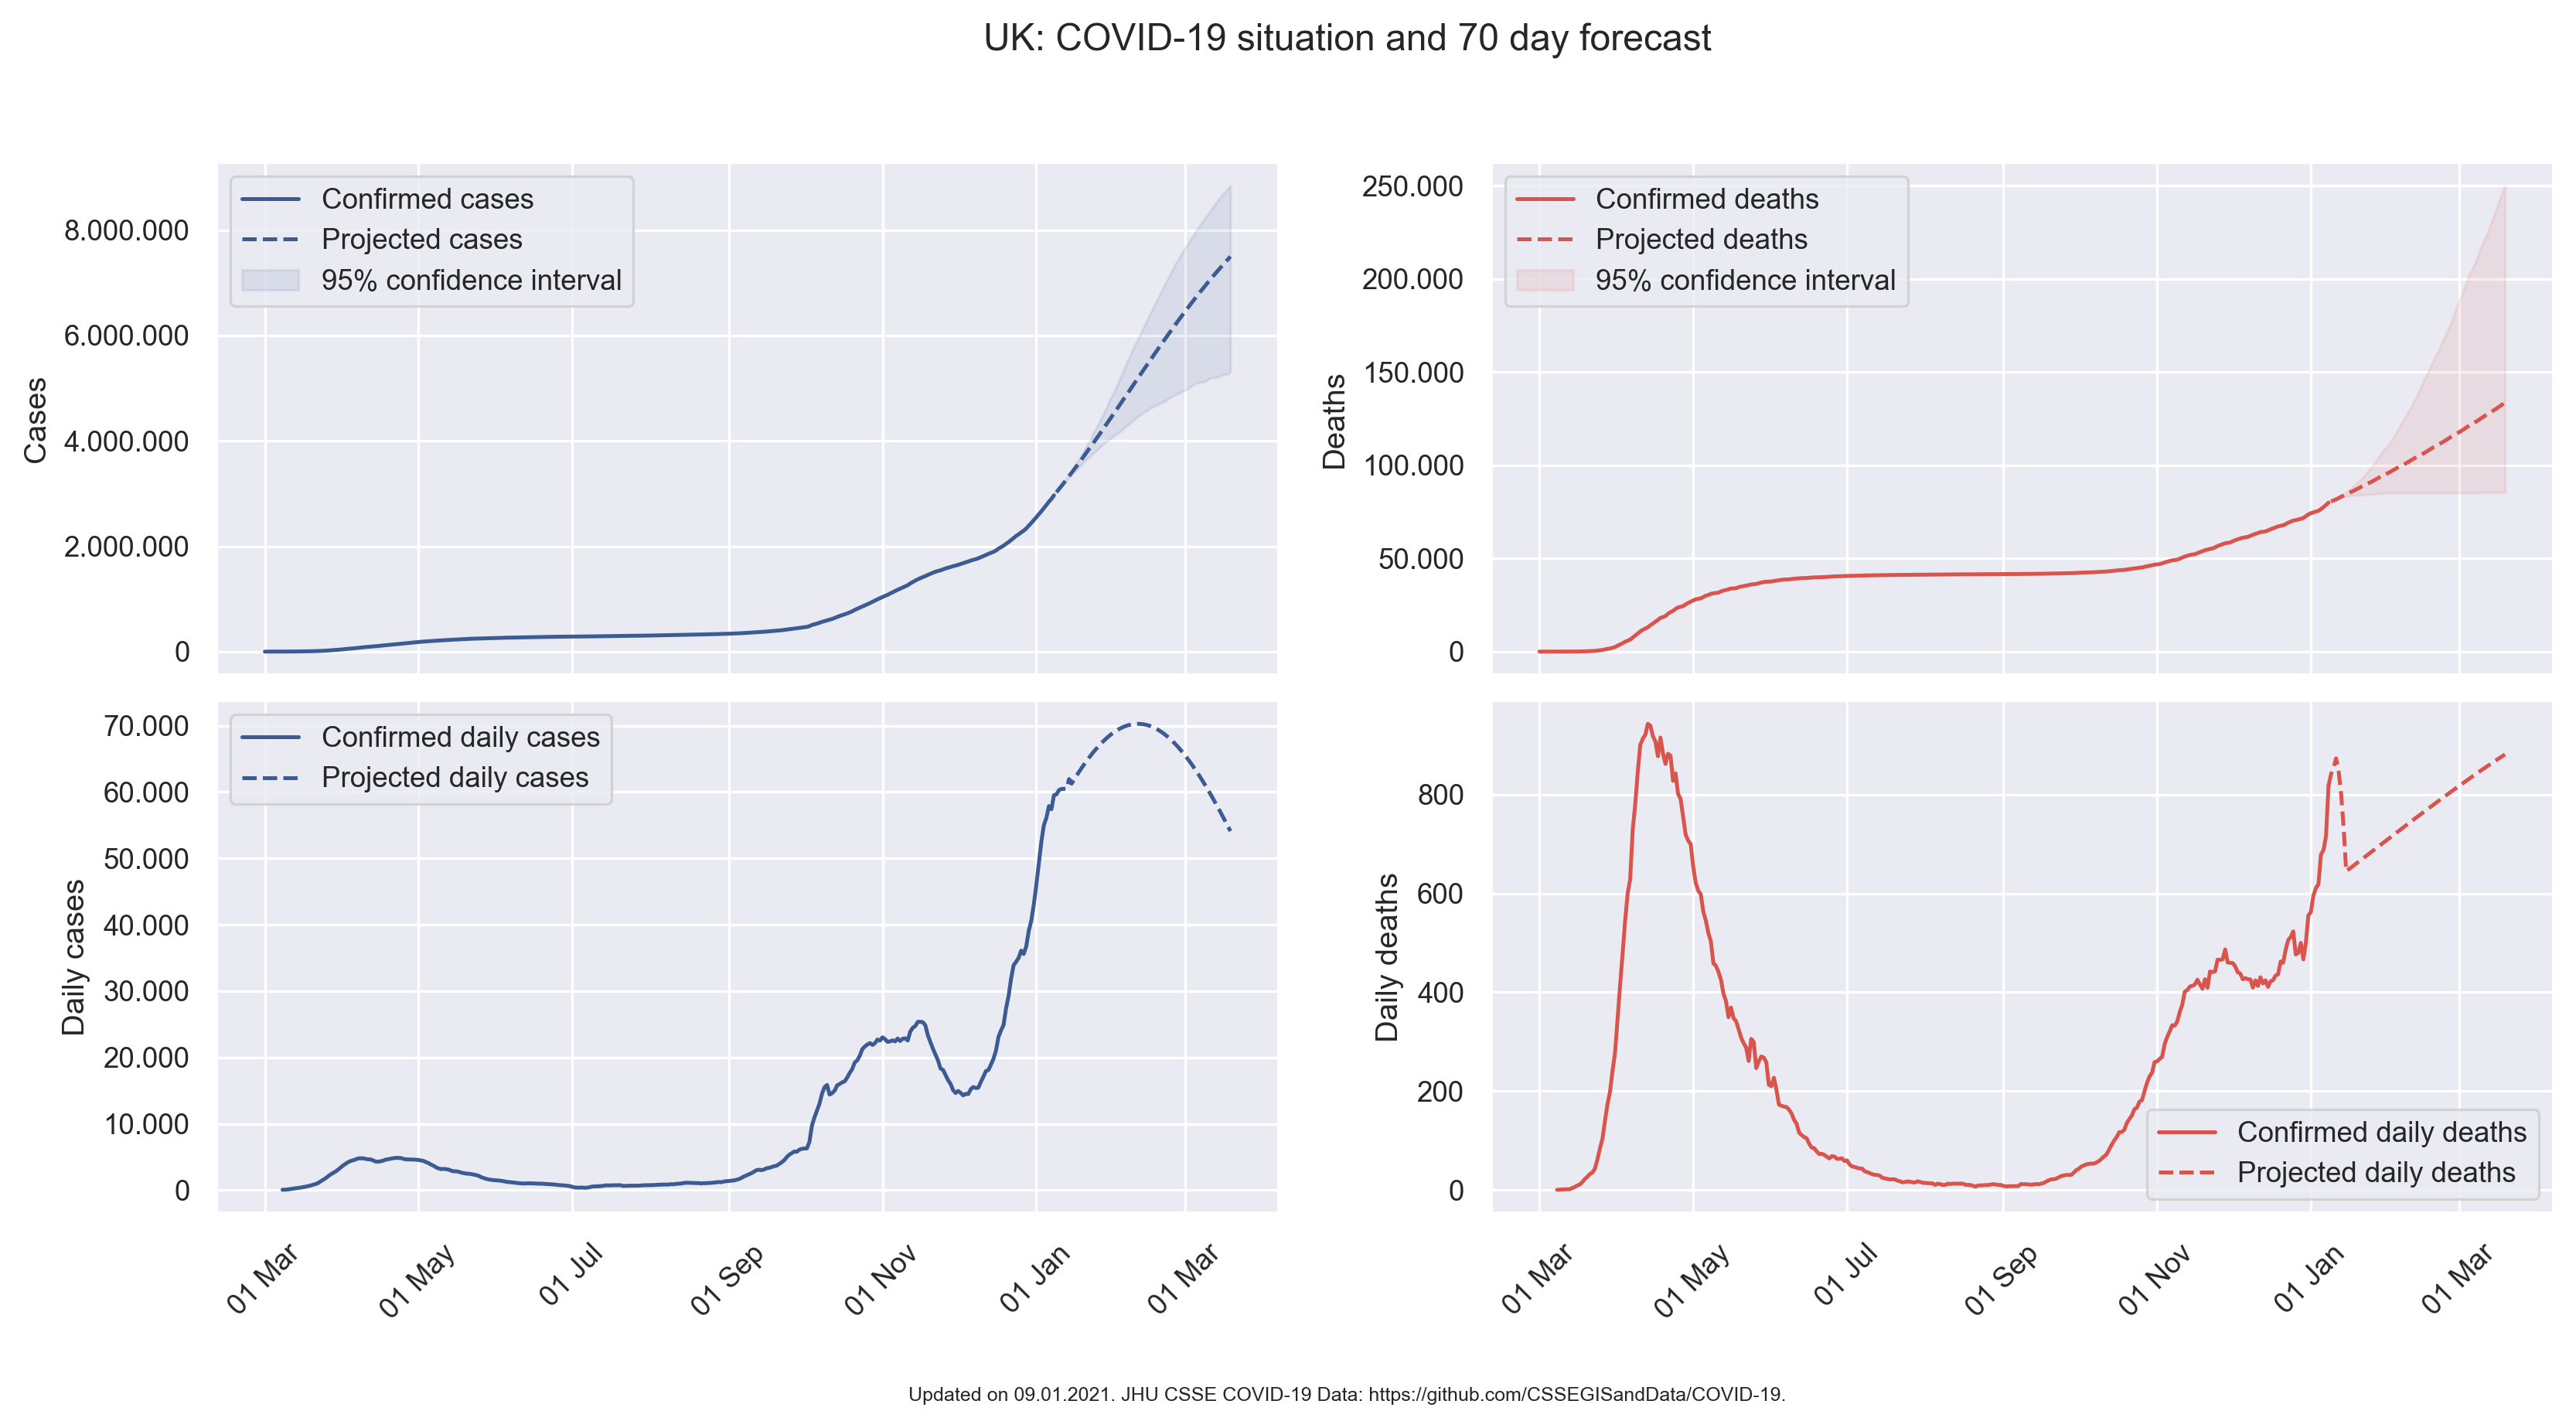 UK: COVID-19 situation and 70 day forecast
Confirmed cases
Projected cases
95% confidence interval
8.000.000
6.000.000
4.000.000
2.000.000
0
Cases
Confirmed deaths
Projected deaths
95% confidence interval
250.000
200.000
150.000
100.000
50.000
0
Deaths
Confirmed daily cases
Projected daily cases
70.000
60.000
50.000
40.000
30.000
20.000
10.000
0
Daily cases
01 Mar
01 May
01 Jul
01 Sep
01 Nov
01 Jan
01 Mar
800
600
400
200
0
Daily deaths
Confirmed daily deaths
Projected daily deaths
01 Mar
01 May
01 Jul
01 Sep
01 Nov
01 Jan
01 Mar
Updated on 09.01.2021. JHU CSSE COVID-19 Data: https://github.com/CSSEGISandData/COVID-19.